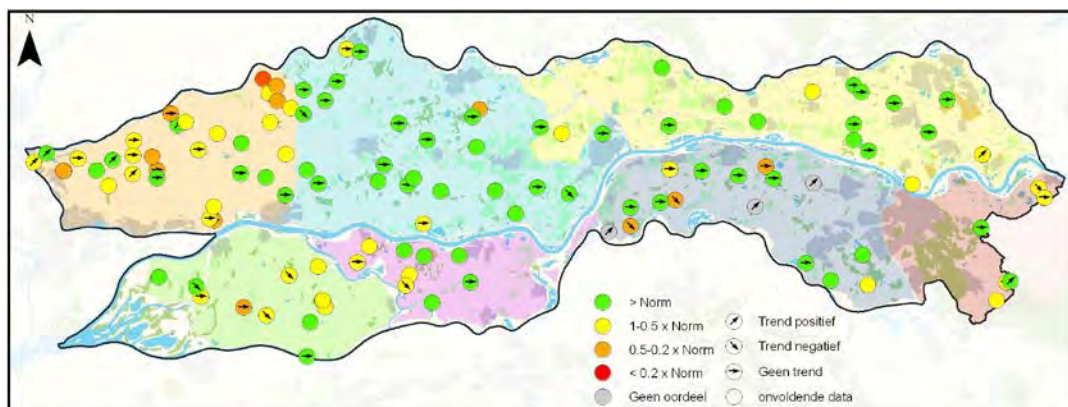 N
> Norm
1-0.5 x Norm
0.5-0.2 x Norm
< 0.2 x Norm
Geen oordeel
Trend positief
Trend negatief
Geen trend
onvoldende data